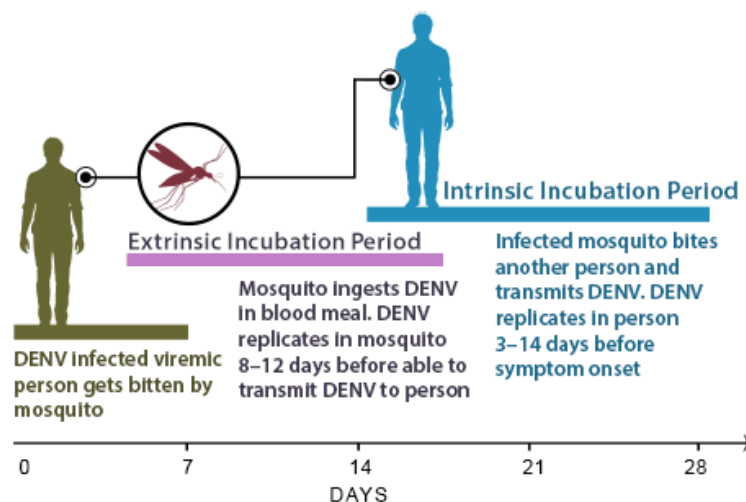 Intrinsic Incubation Period
Infected mosquito bites
another person and
transmits DENV. DENV
replicates in person
3–14 days before
symptom onset
Extrinsic Incubation Period
Mosquito ingests DENV
in blood meal. DENV
replicates in mosquito
8–12 days before able to
transmit DENV to person
DENV infected viremic
person gets bitten by
mosquito
0 7 14 21 28
DAYS